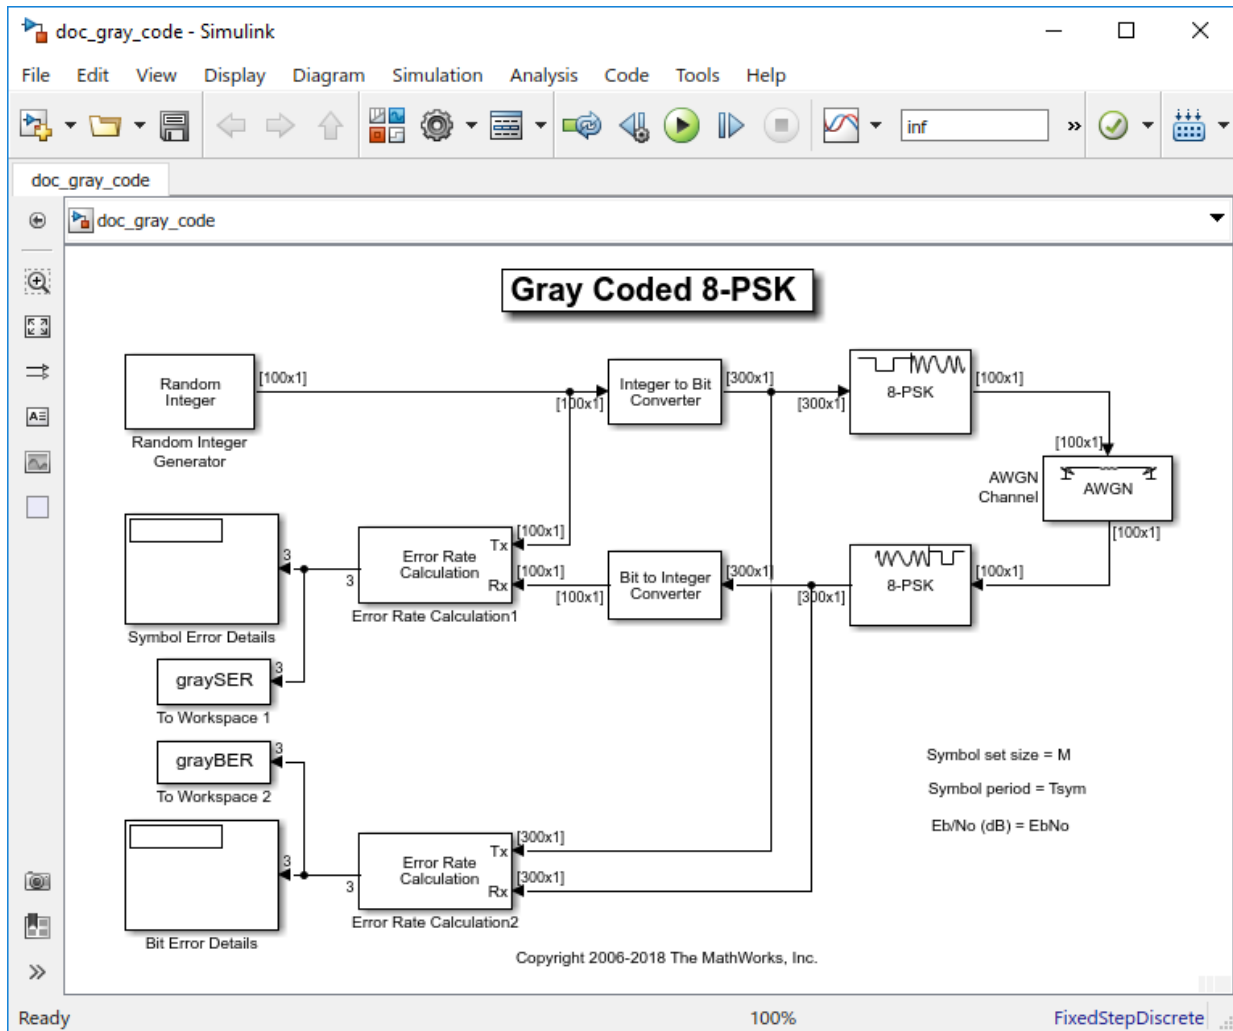 doc_gray_code - Simulink
File Edit View Display Diagram Simulation Analysis Code Tools Help
inf
doc_gray_code
doc_gray_code
Gray Coded 8-PSK
Random
Integer
[100x1]
Random Integer
Generator
[100x1]
Integer to Bit
Converter
[300x1]
[300x1]
8-PSK
[100x1]
[100x1]
AWGN
Channel
AWGN
[100x1]
[100x1]
8-PSK
[300x1]
[300x1]
Bit to Integer
Converter
[100x1]
[100x1]
[100x1]
Tx
Rx
Error Rate
Calculation
Error Rate Calculation1
3
3
Symbol Error Details
3
graySER
To Workspace 1
3
grayBER
To Workspace 2
Symbol set size = M
Symbol period = Tsym
Eb/No (dB) = EbNo
[300x1]
[300x1]
Tx
Rx
Error Rate
Calculation
Error Rate Calculation2
3
3
Bit Error Details
Copyright 2006-2018 The MathWorks, Inc.
Ready 100% FixedStepDiscrete